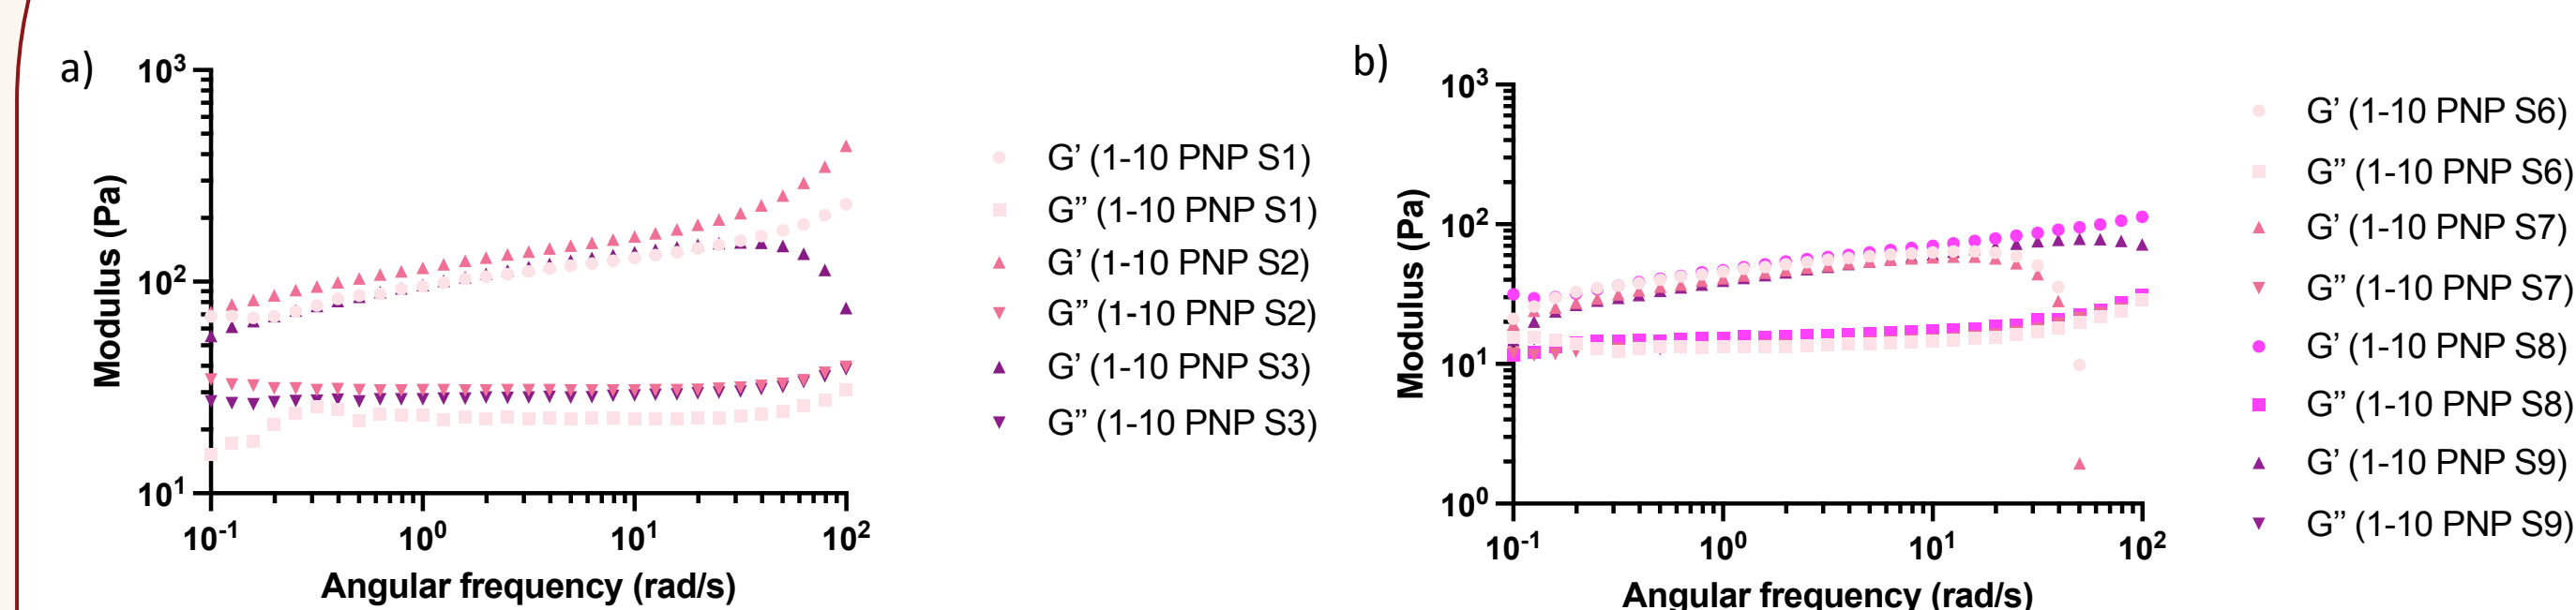 a)
10³
10²
10¹
Modulus (Pa)
10⁻¹ 10⁰ 10¹ 10²
Angular frequency (rad/s)
G’ (1-10 PNP S1)
G’’ (1-10 PNP S1)
G’ (1-10 PNP S2)
G’’ (1-10 PNP S2)
G’ (1-10 PNP S3)
G’’ (1-10 PNP S3)
b)
10³
10²
10¹
10⁰
Modulus (Pa)
10⁻¹ 10⁰ 10¹ 10²
Angular frequency (rad/s)
G’ (1-10 PNP S6)
G’’ (1-10 PNP S6)
G’ (1-10 PNP S7)
G’’ (1-10 PNP S7)
G’ (1-10 PNP S8)
G’’ (1-10 PNP S8)
G’ (1-10 PNP S9)
G’’ (1-10 PNP S9)